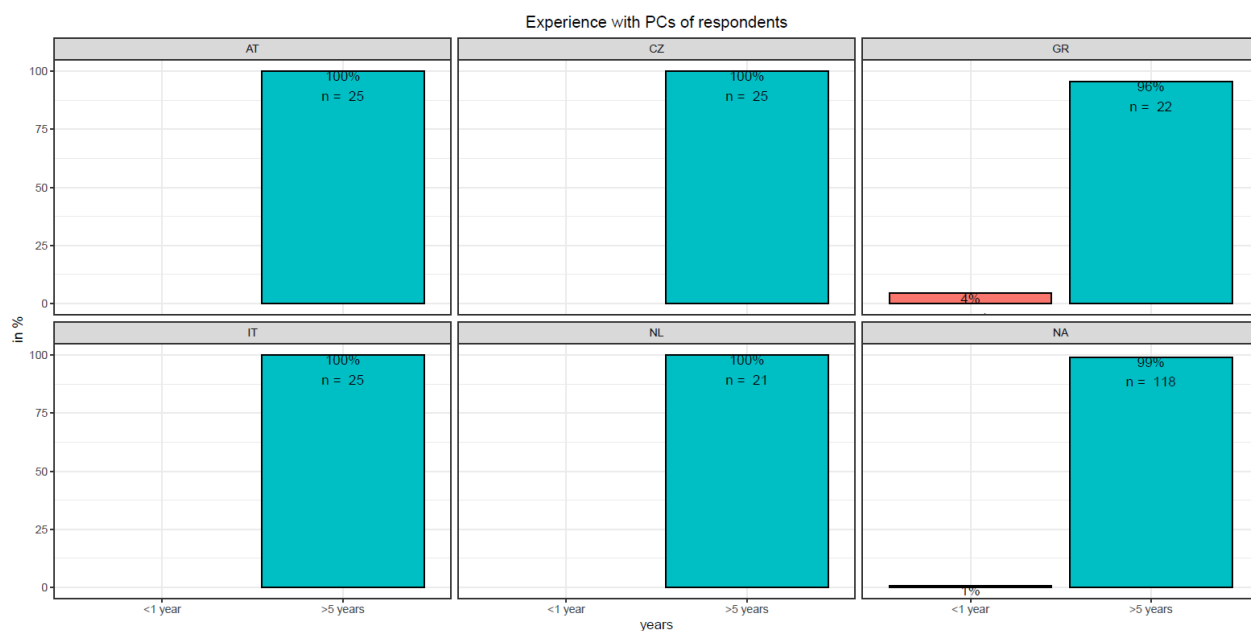 Experience with PCs of respondents
AT
CZ
GR
100
75
50
25
0
100%
n = 25
100%
n = 25
96%
n = 22
4%
in %
IT
NL
NA
100
75
50
25
0
100%
n = 25
100%
n = 21
99%
n = 118
1%
<1 year
>5 years
<1 year
>5 years
<1 year
>5 years
years